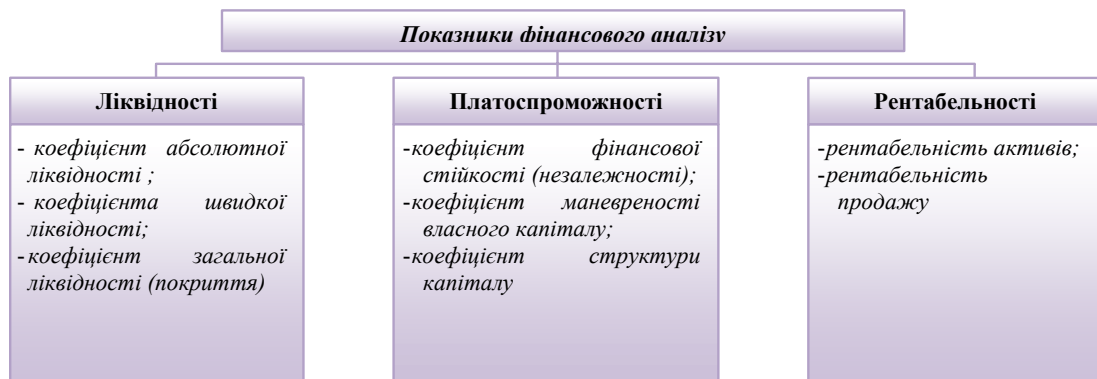 Показники фінансового аналізу
Ліквідності
- коефіцієнт абсолютної
ліквідності ;
- коефіцієнта швидкої
ліквідності;
-коефіцієнт загальної
ліквідності (покриття)
Платоспроможності
-коефіцієнт фінансової
стійкості (незалежності);
-коефіцієнт маневреності
власного капіталу;
-коефіцієнт структури
капіталу
Рентабельності
-рентабельність активів;
-рентабельність
продажу